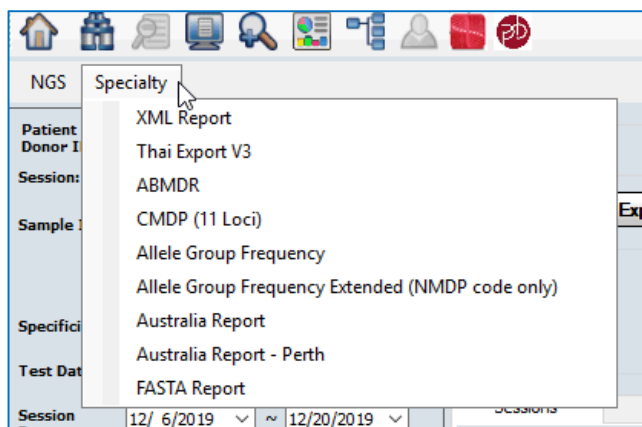 NGS Specialty
XML Report
Thai Export V3
ABMDR
CMDP (11 Loci)
Allele Group Frequency
Allele Group Frequency Extended (NMDP code only)
Australia Report
Australia Report - Perth
FASTA Report
Patient
Donor I
Session:
Sample I
Specifici
Test Dat
Session
12/ 6/2019 ~ 12/20/2019
Exp
Sessions